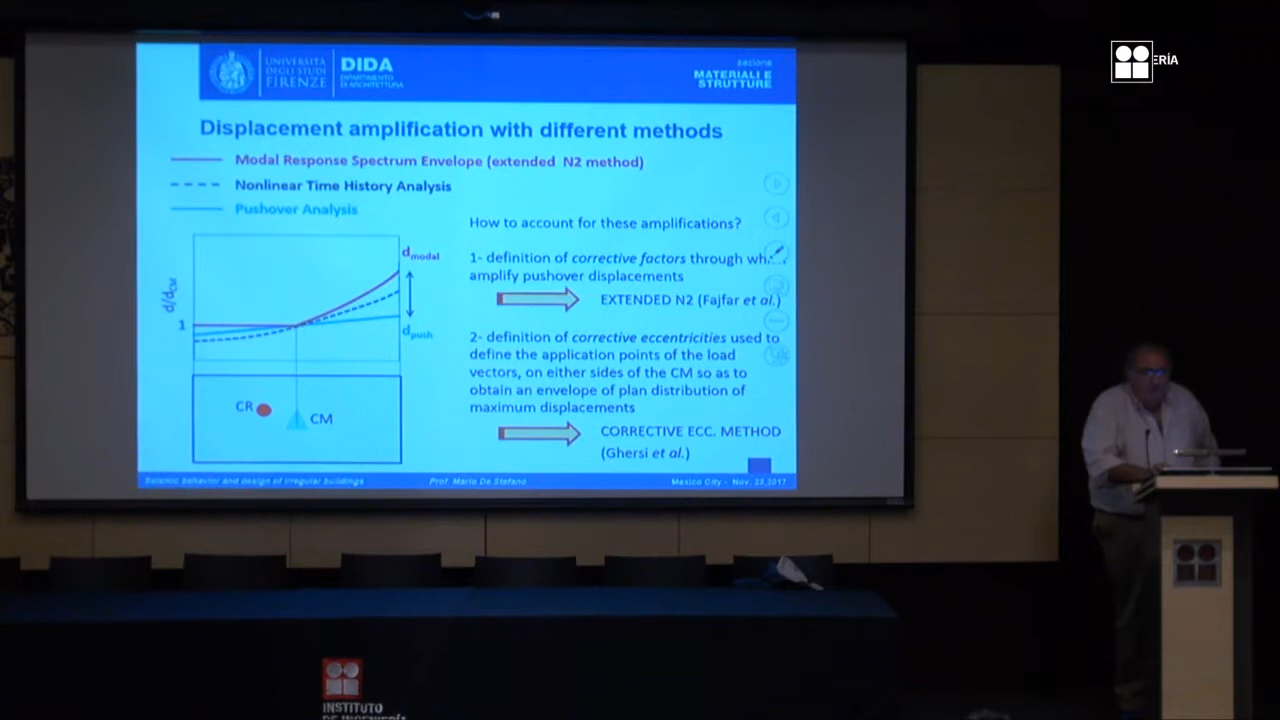 ERÍA
UNIVERSITÀ
DEGLI STUDI
FIRENZE
DIDA
DIPARTIMENTO
DI ARCHITETTURA
sezione
MATERIALI E
STRUTTURE
Displacement amplification with different methods
Modal Response Spectrum Envelope (extended N2 method)
Nonlinear Time History Analysis
Pushover Analysis
d/dCM
1
dmodal
dpush
CR
CM
How to account for these amplifications?
1- definition of corrective factors through
amplify pushover displacements
EXTENDED N2 (Fajfar et al.)
2- definition of corrective eccentricities used to
define the application points of the load
vectors, on either sides of the CM so as to
obtain an envelope of plan distribution of
maximum displacements
CORRECTIVE ECC. METHOD
(Ghersi et al.)
Seismic behavior and design of irregular buildings
Prof. Mario De Stefano
Mexico City - Nov. 23,2017
INSTITUTO
DE INGENIERÍA